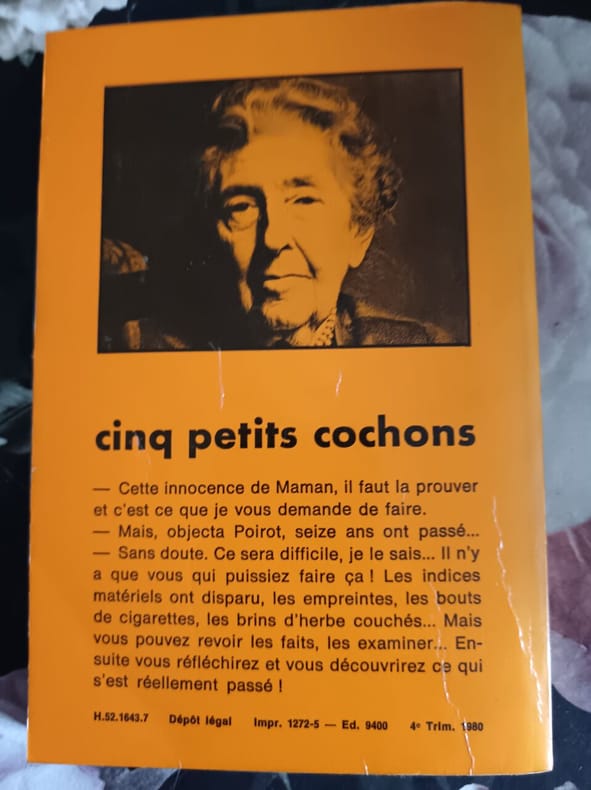 cinq petits cochons
— Cette innocence de Maman, il faut la prouver
et c'est ce que je vous demande de faire.
— Mais, objecta Poirot, seize ans ont passé...
— Sans doute. Ce sera difficile, je le sais... Il n'y
a que vous qui puissiez faire ça ! Les indices
matériels ont disparu, les empreintes, les bouts
de cigarettes, les brins d'herbe couchés... Mais
vous pouvez revoir les faits, les examiner... En-
suite vous réfléchirez et vous découvrirez ce qui
s'est réellement passé !
H.52.1643.7 Dépôt légal Impr. 1272-5 — Ed. 9400 4e Trim. 1980